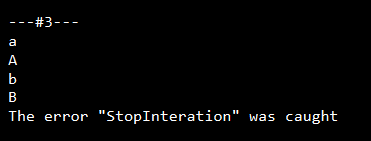 ---#3---
a
A
b
B
The error "StopInteration" was caught